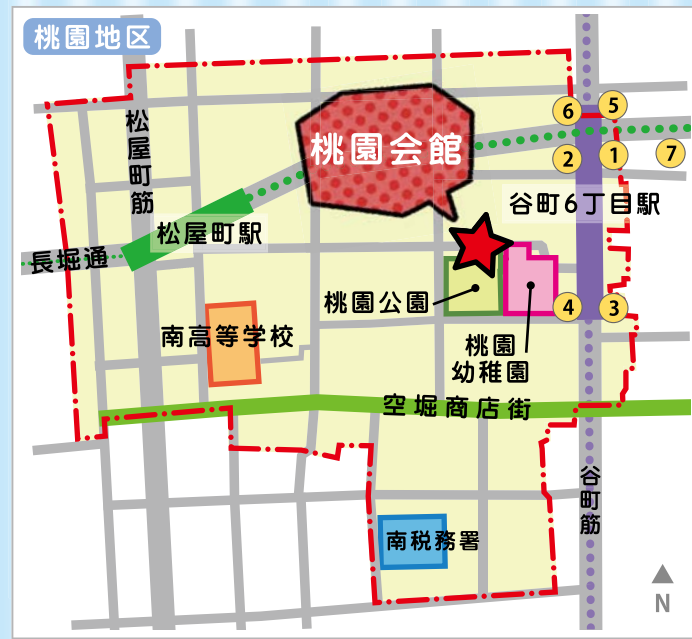 桃園地区
松屋町筋
桃園会館
6
5
2
1
7
谷町6丁目駅
松屋町駅
長堀通
桃園公園
4
3
南高等学校
桃園
幼稚園
空堀商店街
谷町筋
南税務署
N